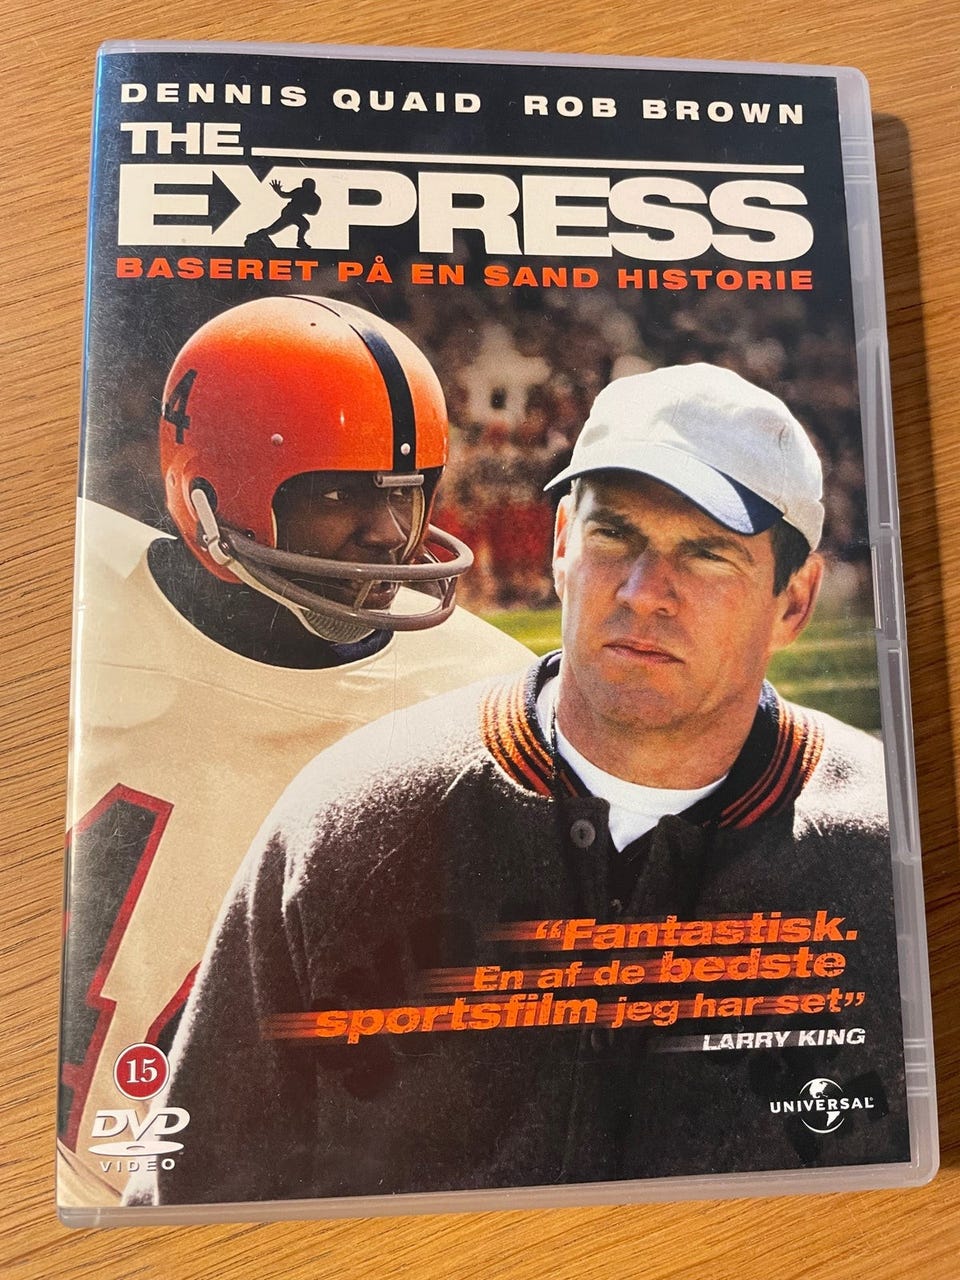 DENNIS QUAID ROB BROWN
THE
EXPRESS
BASERET PÅ EN SAND HISTORIE
4
44
"Fantastisk.
En af de bedste
sportsfilm jeg har set"
LARRY KING
15
DVD
VIDEO
UNIVERSAL